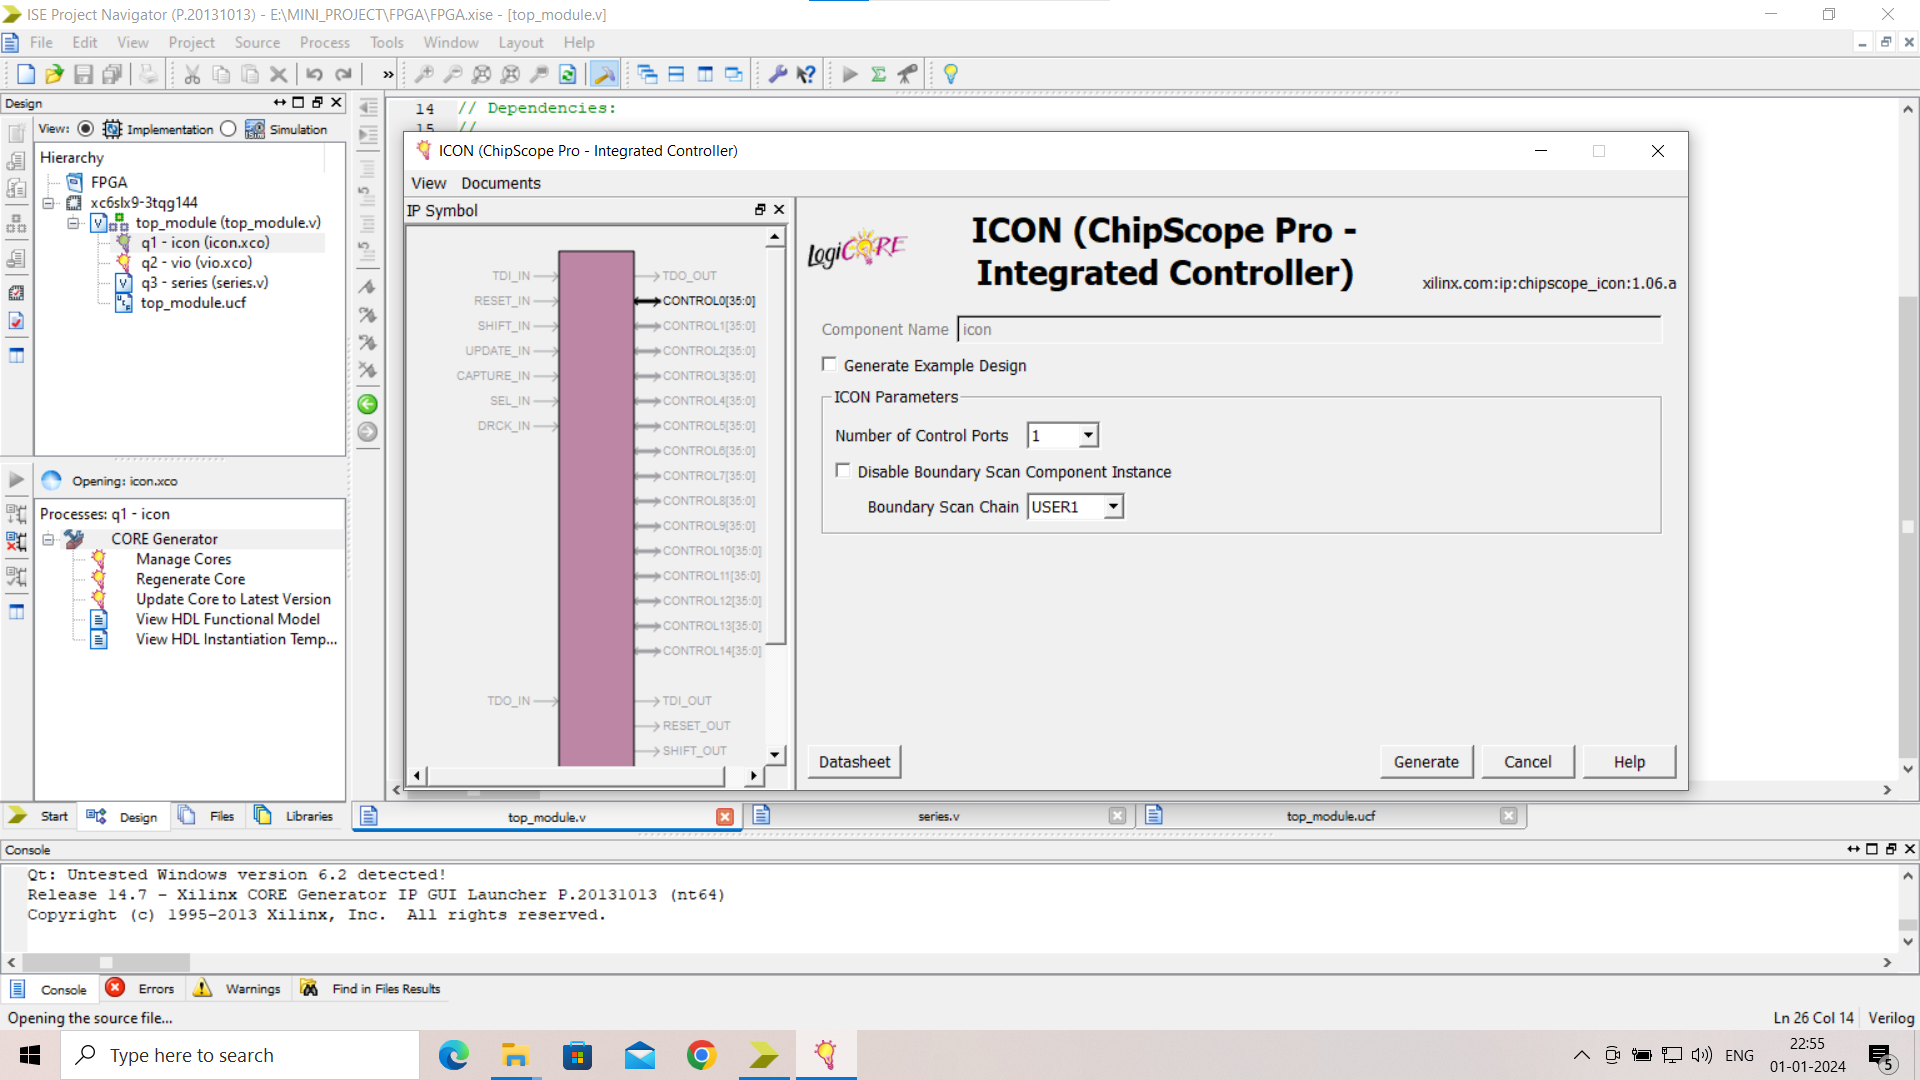 ISE Project Navigator (P.20131013) - E:\MINI_PROJECT\FPGA\FPGA.xise - [top_module.v]
File Edit View Project Source Process Tools Window Layout Help
Design
View: Implementation Simulation
Hierarchy
FPGA
xc6slx9-3tqg144
top_module (top_module.v)
q1 - icon (icon.xco)
q2 - vio (vio.xco)
q3 - series (series.v)
top_module.ucf
Opening: icon.xco
Processes: q1 - icon
CORE Generator
Manage Cores
Regenerate Core
Update Core to Latest Version
View HDL Functional Model
View HDL Instantiation Temp...
Start Design Files Libraries
14 // Dependencies:
15 //
ICON (ChipScope Pro - Integrated Controller)
View Documents
IP Symbol
TDI_IN TDO_OUT
RESET_IN CONTROL0[35:0]
SHIFT_IN CONTROL1[35:0]
UPDATE_IN CONTROL2[35:0]
CAPTURE_IN CONTROL3[35:0]
SEL_IN CONTROL4[35:0]
DRCK_IN CONTROL5[35:0]
CONTROL6[35:0]
CONTROL7[35:0]
CONTROL8[35:0]
CONTROL9[35:0]
CONTROL10[35:0]
CONTROL11[35:0]
CONTROL12[35:0]
CONTROL13[35:0]
CONTROL14[35:0]
TDO_IN TDI_OUT
RESET_OUT
SHIFT_OUT
LogiCORE
ICON (ChipScope Pro -
Integrated Controller)
xilinx.com:ip:chipscope_icon:1.06.a
Component Name icon
Generate Example Design
ICON Parameters
Number of Control Ports 1
Disable Boundary Scan Component Instance
Boundary Scan Chain USER1
Datasheet Generate Cancel Help
top_module.v series.v top_module.ucf
Console
Qt: Untested Windows version 6.2 detected!
Release 14.7 - Xilinx CORE Generator IP GUI Launcher P.20131013 (nt64)
Copyright (c) 1995-2013 Xilinx, Inc.  All rights reserved.
Console Errors Warnings Find in Files Results
Opening the source file...
Ln 26 Col 14 Verilog
Type here to search
ENG
22:55
01-01-2024
5